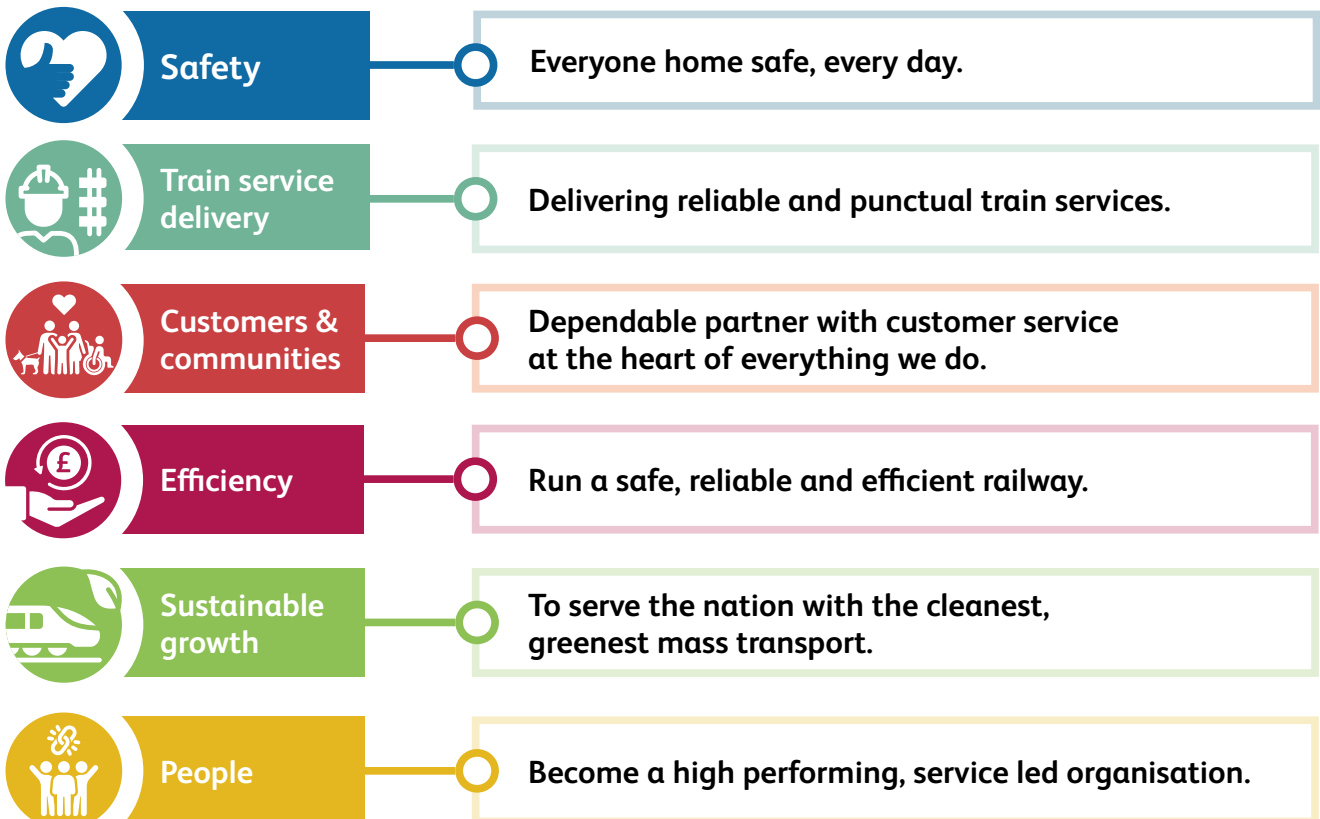 Safety
Everyone home safe, every day.
Train service
delivery
Delivering reliable and punctual train services.
Customers &
communities
Dependable partner with customer service
at the heart of everything we do.
£
Efficiency
Run a safe, reliable and efficient railway.
Sustainable
growth
To serve the nation with the cleanest,
greenest mass transport.
People
Become a high performing, service led organisation.